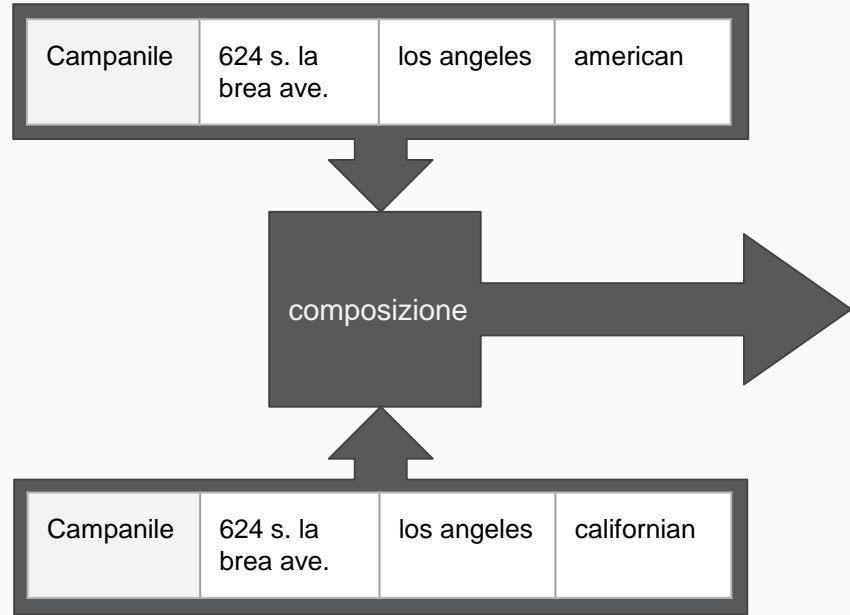 Campanile 624 s. la los angeles american
brea ave.
composizione
Campanile 624 s. la los angeles californian
brea ave.